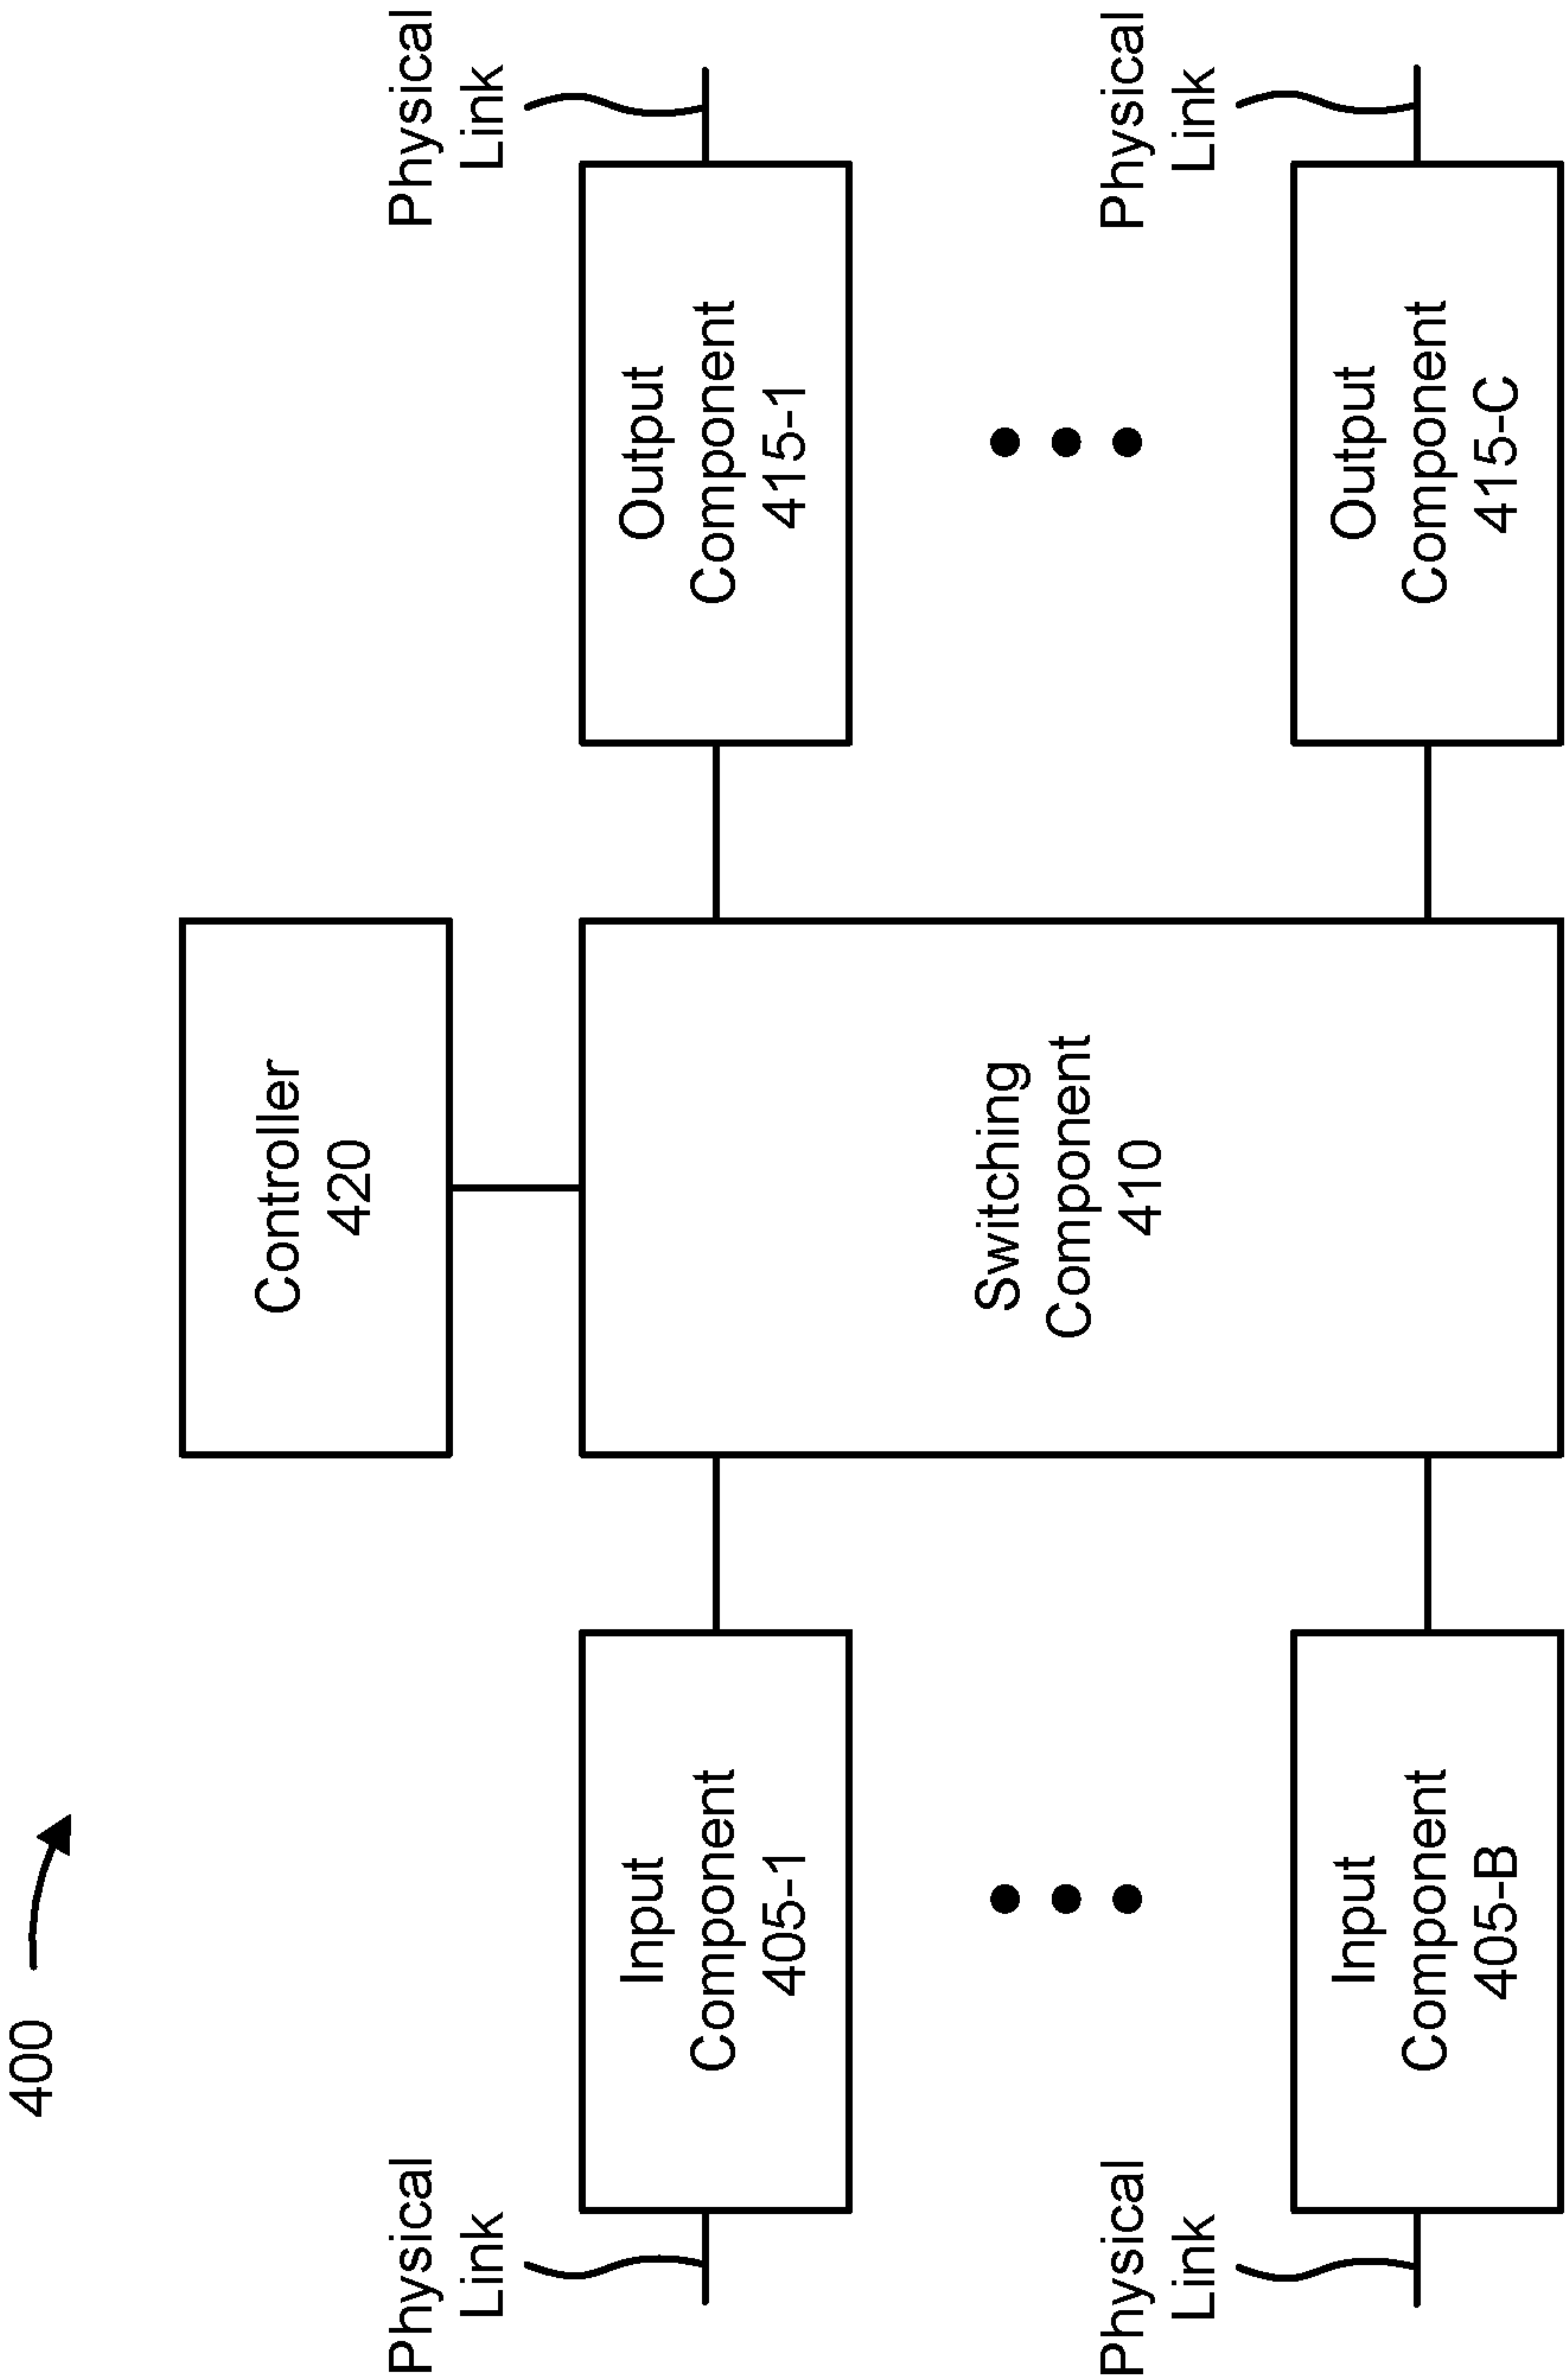 400
Controller
420
Physical
Link
Physical
Link
Input
Component
405-1
Switching
Component
410
Output
Component
415-1
Physical
Link
Physical
Link
Input
Component
405-B
Output
Component
415-C